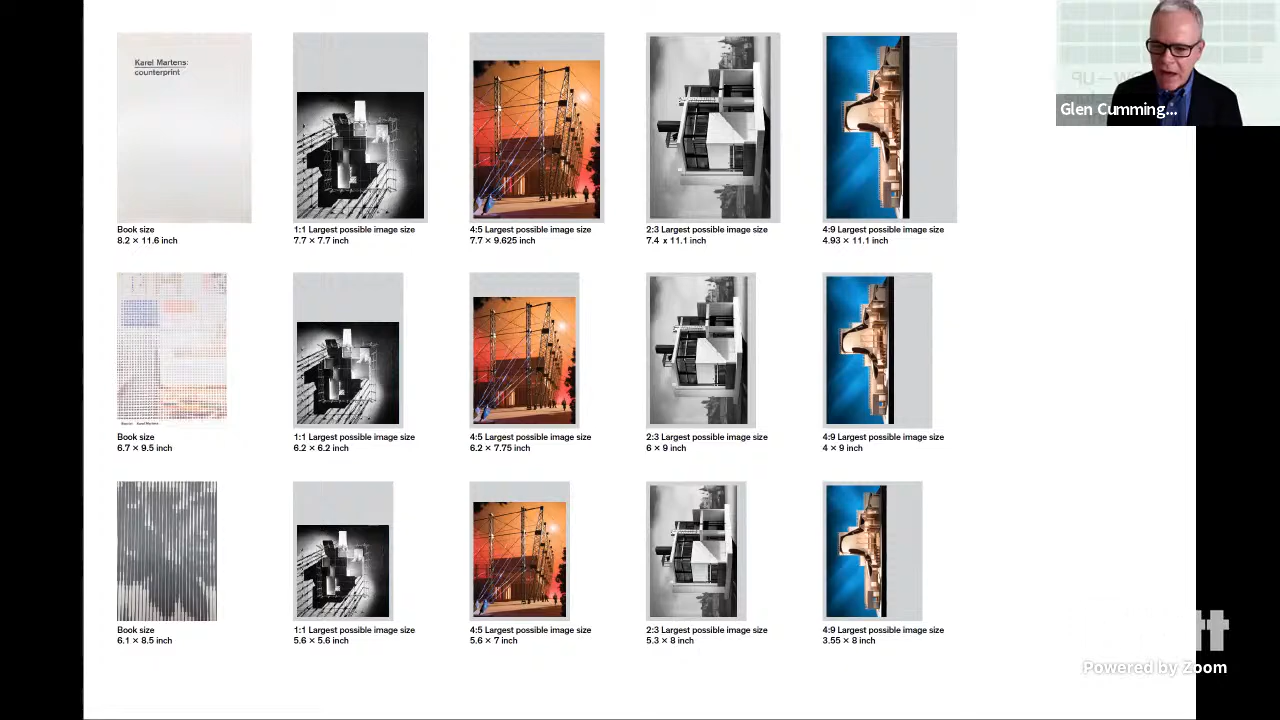 Karel Martens:
counterprint
Glen Cumming...
Book size
8.2 × 11.6 inch
1:1 Largest possible image size
7.7 × 7.7 inch
4:5 Largest possible image size
7.7 × 9.625 inch
2:3 Largest possible image size
7.4 x 11.1 inch
4:9 Largest possible image size
4.93 × 11.1 inch
Book size
6.7 × 9.5 inch
1:1 Largest possible image size
6.2 × 6.2 inch
4:5 Largest possible image size
6.2 × 7.75 inch
2:3 Largest possible image size
6 × 9 inch
4:9 Largest possible image size
4 × 9 inch
Book size
6.1 × 8.5 inch
1:1 Largest possible image size
5.6 × 5.6 inch
4:5 Largest possible image size
5.6 × 7 inch
2:3 Largest possible image size
5.3 × 8 inch
4:9 Largest possible image size
3.55 × 8 inch
Powered by Zoom